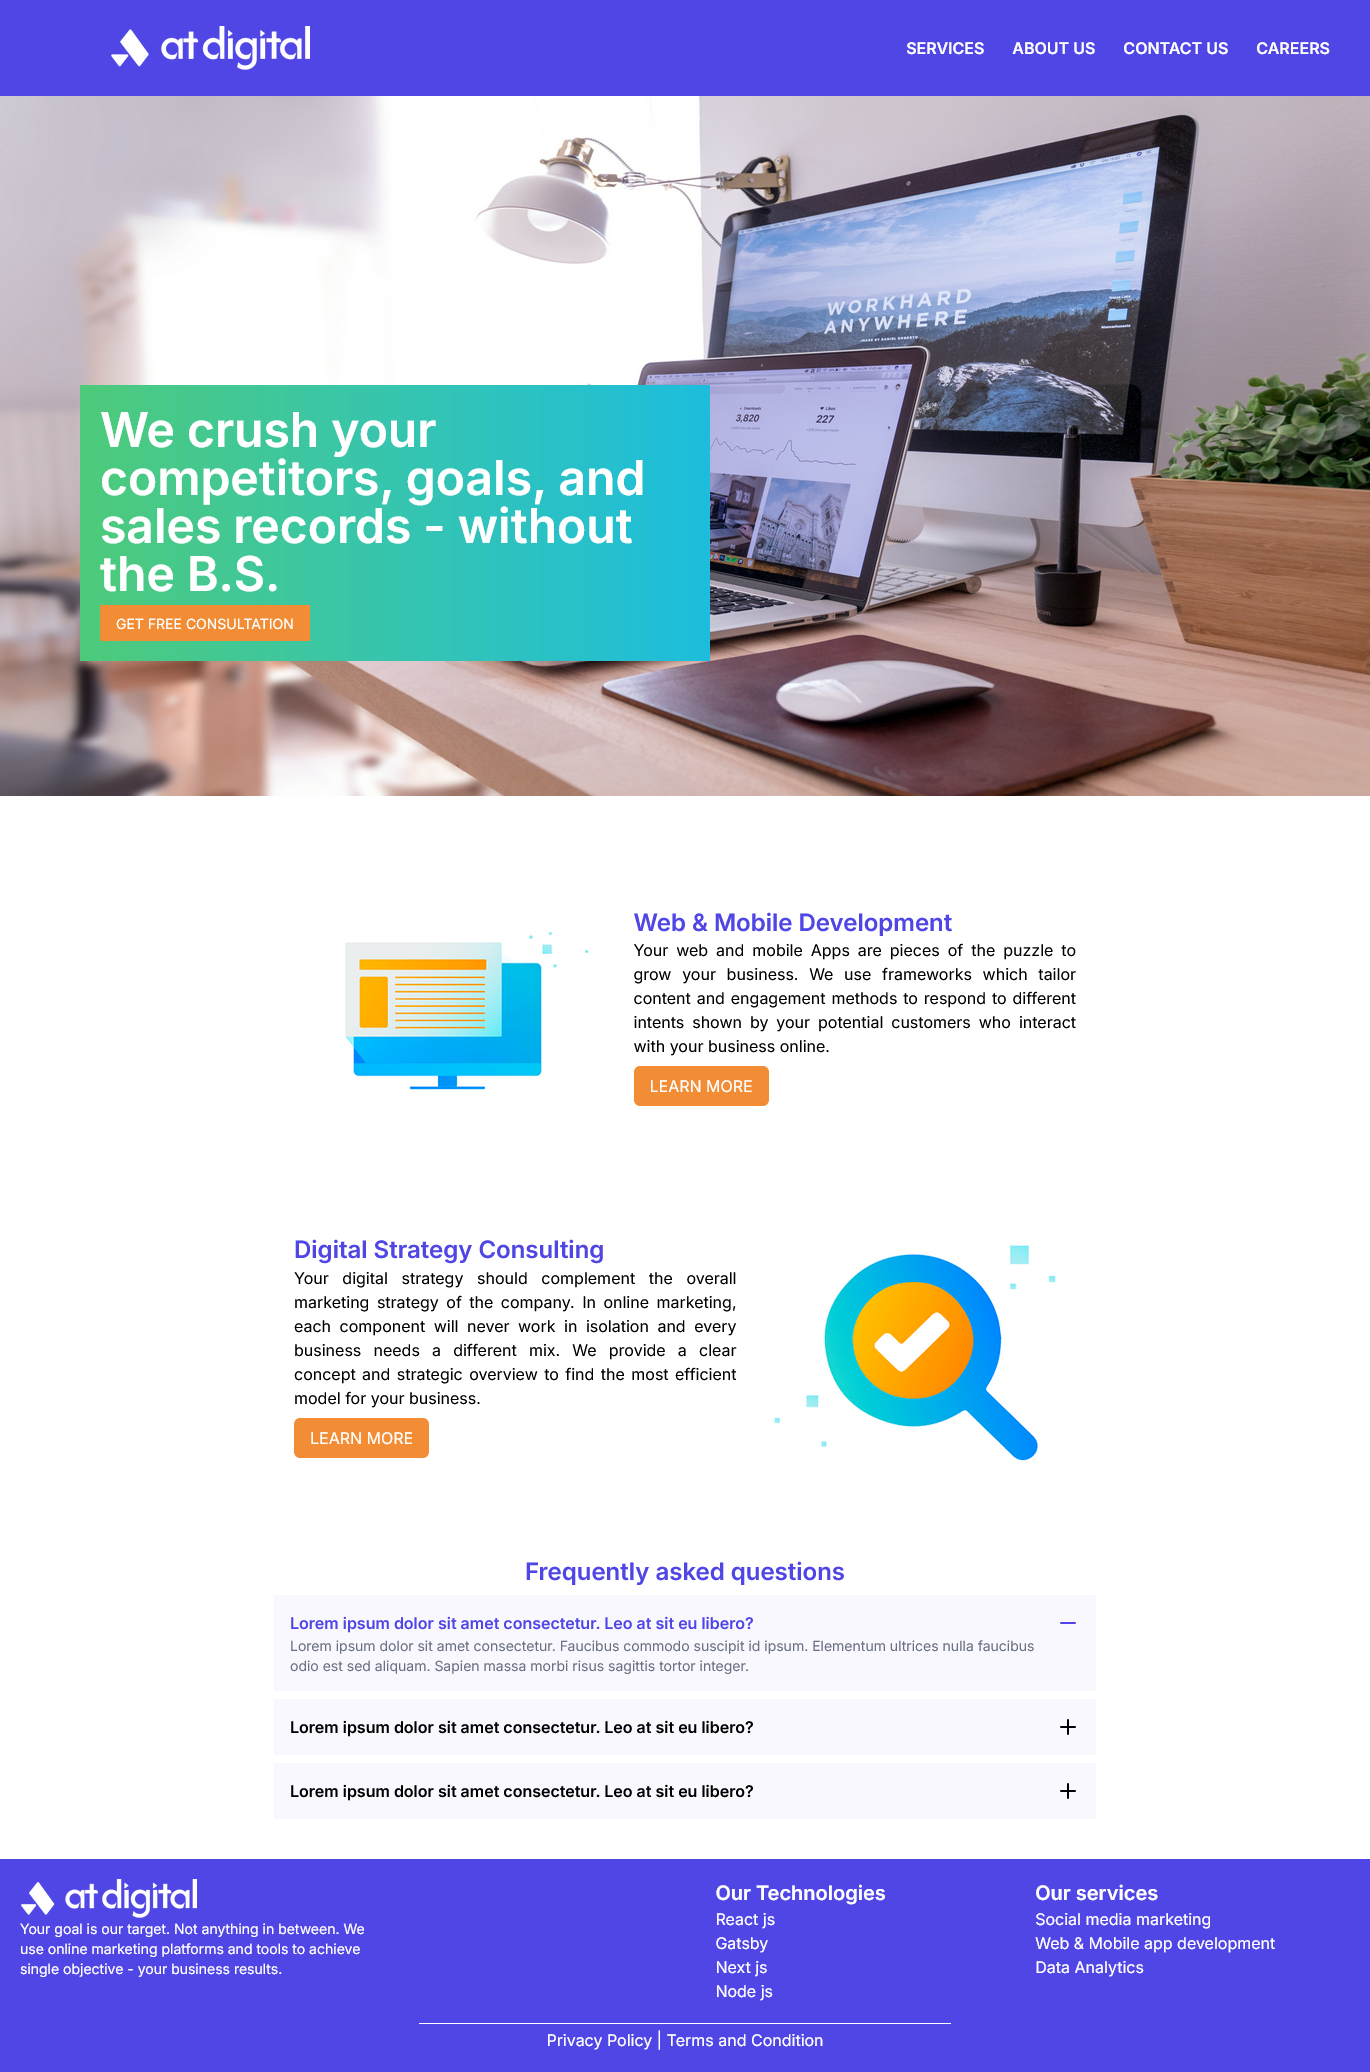 at digital
SERVICES ABOUT US CONTACT US CAREERS
WORKHARD
ANYWHERE
3,820 227
We crush your
competitors, goals, and
sales records - without
the B.S.
GET FREE CONSULTATION
Web & Mobile Development
Your web and mobile Apps are pieces of the puzzle to
grow your business. We use frameworks which tailor
content and engagement methods to respond to different
intents shown by your potential customers who interact
with your business online.
LEARN MORE
Digital Strategy Consulting
Your digital strategy should complement the overall
marketing strategy of the company. In online marketing,
each component will never work in isolation and every
business needs a different mix. We provide a clear
concept and strategic overview to find the most efficient
model for your business.
LEARN MORE
Frequently asked questions
Lorem ipsum dolor sit amet consectetur. Leo at sit eu libero?
Lorem ipsum dolor sit amet consectetur. Faucibus commodo suscipit id ipsum. Elementum ultrices nulla faucibus
odio est sed aliquam. Sapien massa morbi risus sagittis tortor integer.
Lorem ipsum dolor sit amet consectetur. Leo at sit eu libero?
Lorem ipsum dolor sit amet consectetur. Leo at sit eu libero?
at digital
Your goal is our target. Not anything in between. We
use online marketing platforms and tools to achieve
single objective - your business results.
Our Technologies
React js
Gatsby
Next js
Node js
Our services
Social media marketing
Web & Mobile app development
Data Analytics
Privacy Policy | Terms and Condition